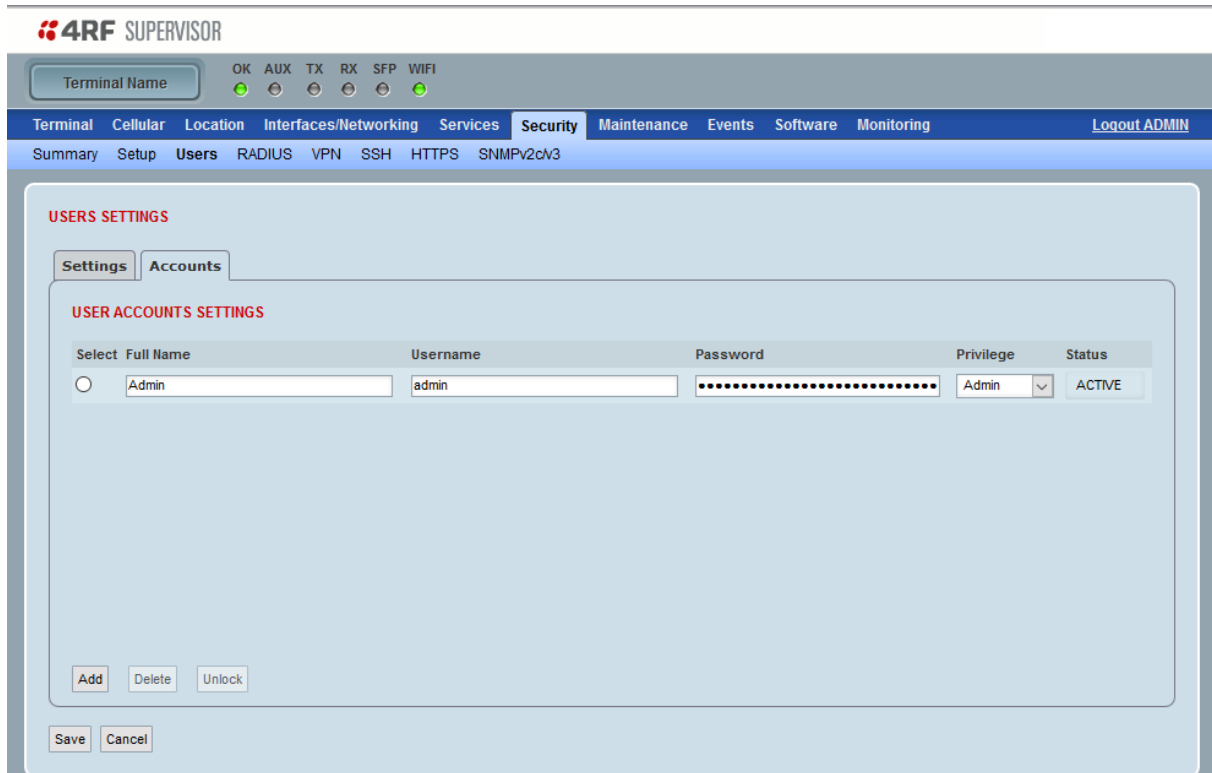 4RF SUPERVISOR
Terminal Name OK AUX TX RX SFP WIFI
Terminal Cellular Location Interfaces/Networking Services Security Maintenance Events Software Monitoring Logout ADMIN
Summary Setup Users RADIUS VPN SSH HTTPS SNMPv2c/v3
USERS SETTINGS
Settings Accounts
USER ACCOUNTS SETTINGS
Select Full Name Username Password Privilege Status
Admin admin •••••••••••••••••••••••••••• Admin ACTIVE
Add Delete Unlock
Save Cancel